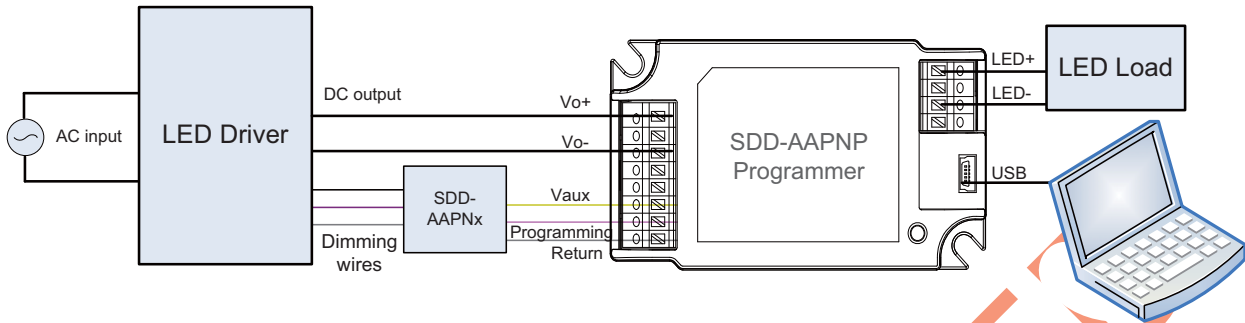 AC input
LED Driver
DC output
Vo+
Vo-
Dimming
wires
SDD-
AAPNx
Vaux
Programming
Return
SDD-AAPNP
Programmer
LED+
LED-
LED Load
USB